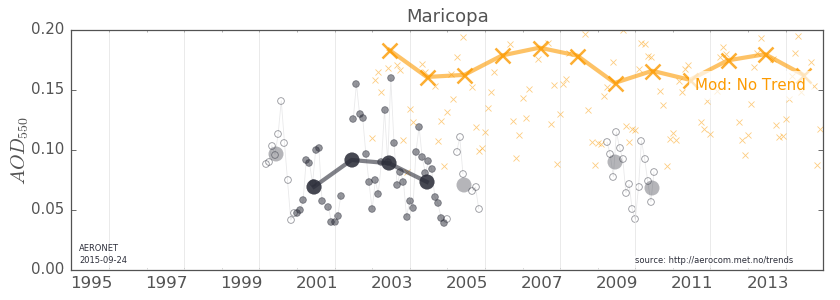 Maricopa
0.20
0.15
0.10
0.05
0.00
AOD550
Mod: No Trend
AERONET
2015-09-24
source: http://aerocom.met.no/trends
1995 1997 1999 2001 2003 2005 2007 2009 2011 2013